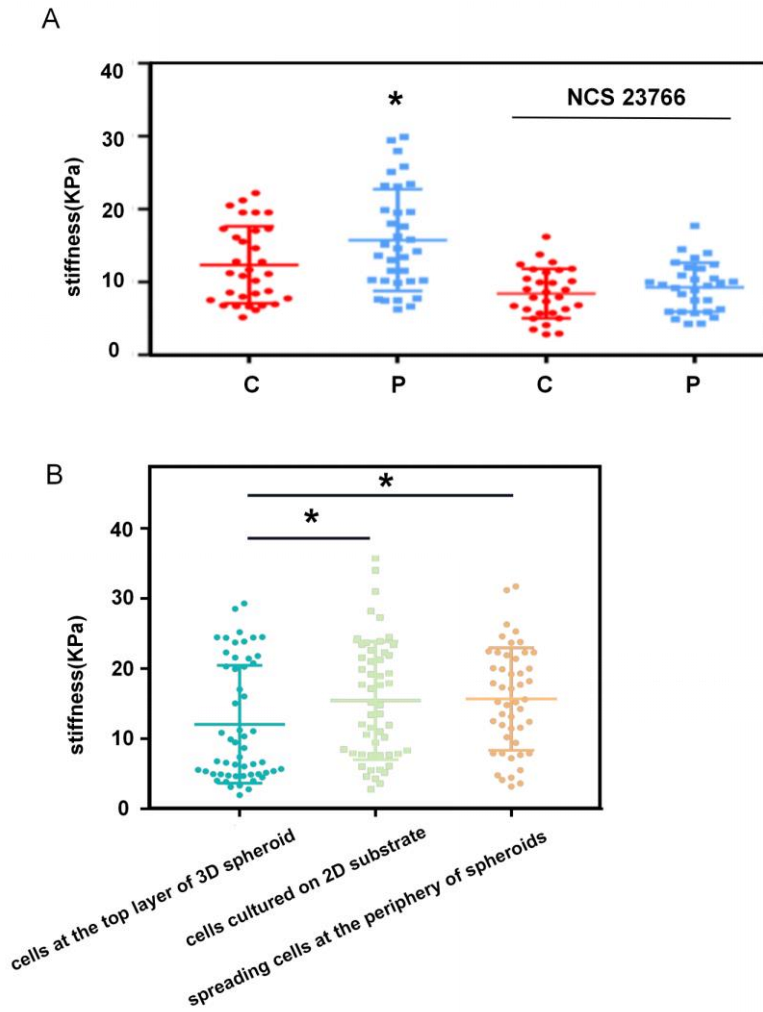 A
40
*
NCS 23766
30
stiffness(KPa)
20
10
0
C
P
C
P
B
*
*
40
30
stiffness(KPa)
20
10
0
cells at the top layer of 3D spheroid
cells cultured on 2D substrate
spreading cells at the periphery of spheroids